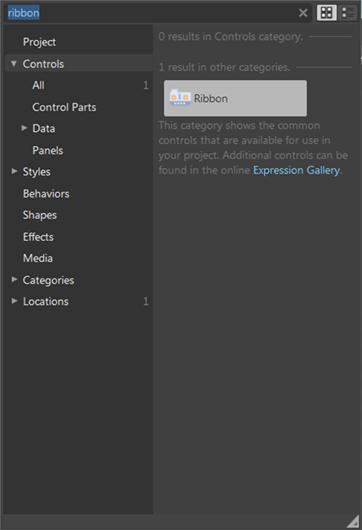 ribbon
Project
Controls
All 1
Control Parts
Data
Panels
Styles
Behaviors
Shapes
Effects
Media
Categories
Locations 1
0 results in Controls category.
1 result in other categories.
Ribbon
This category shows the common
controls that are available for use in
your project. Additional controls can be
found in the online Expression Gallery.